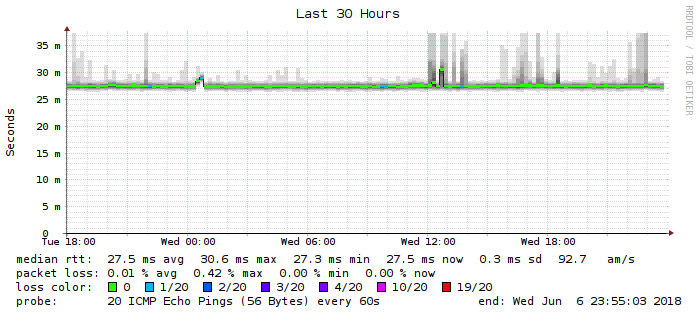 Last 30 Hours
RRDTOOL / TOBI OETIKER
Seconds
35 m
30 m
25 m
20 m
15 m
10 m
5 m
0
Tue 18:00 Wed 00:00 Wed 06:00 Wed 12:00 Wed 18:00
median rtt: 27.5 ms avg 30.6 ms max 27.3 ms min 27.5 ms now 0.3 ms sd 92.7 am/s
packet loss: 0.01 % avg 0.42 % max 0.00 % min 0.00 % now
loss color: 0 1/20 2/20 3/20 4/20 10/20 19/20
probe: 20 ICMP Echo Pings (56 Bytes) every 60s end: Wed Jun 6 23:55:03 2018